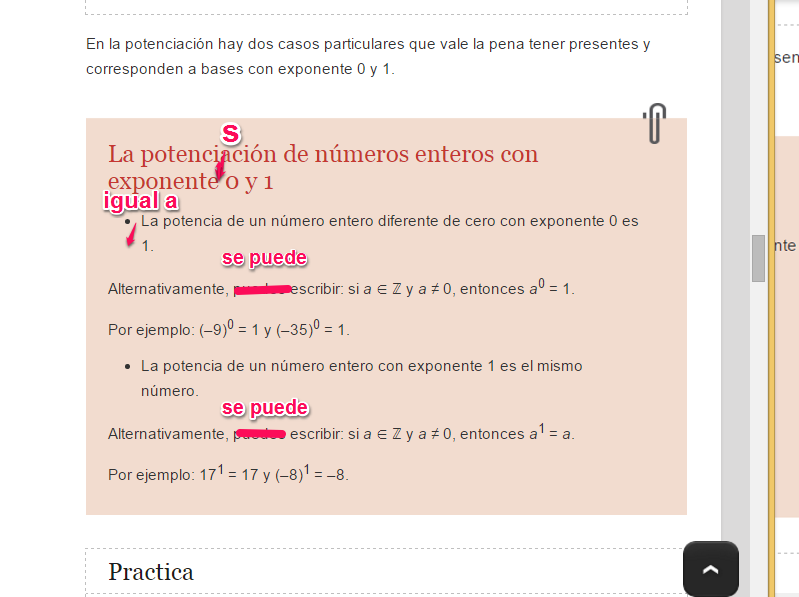 En la potenciación hay dos casos particulares que vale la pena tener presentes y
corresponden a bases con exponente 0 y 1.
sen
S
La potenciación de números enteros con
exponente 0 y 1
igual a
• La potencia de un número entero diferente de cero con exponente 0 es
1.
nte
se puede
Alternativamente, escribir: si a ∈ ℤ y a ≠ 0, entonces a⁰ = 1.
Por ejemplo: (–9)⁰ = 1 y (–35)⁰ = 1.
• La potencia de un número entero con exponente 1 es el mismo
número.
se puede
Alternativamente, puedes escribir: si a ∈ ℤ y a ≠ 0, entonces a¹ = a.
Por ejemplo: 17¹ = 17 y (–8)¹ = –8.
Practica